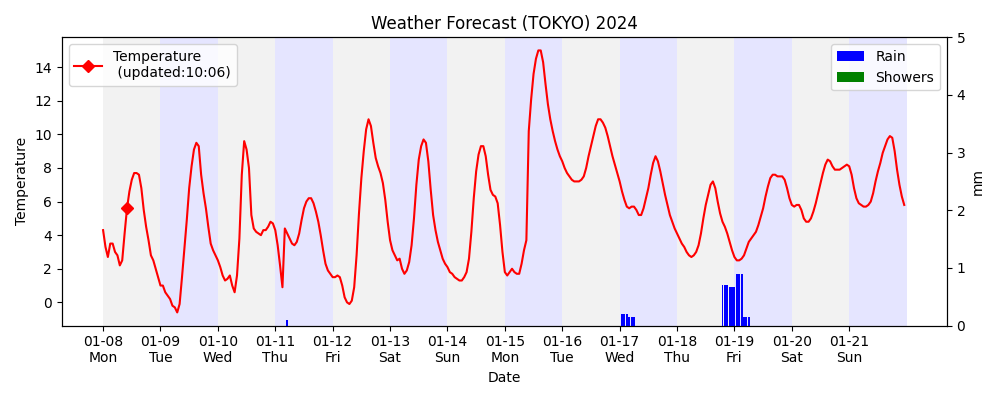 Weather Forecast (TOKYO) 2024
Temperature
(updated:10:06)
Rain
Showers
Temperature
14
12
10
8
6
4
2
0
5
4
3
2
1
0
mm
01-08 01-09 01-10 01-11 01-12 01-13 01-14 01-15 01-16 01-17 01-18 01-19 01-20 01-21
Mon Tue Wed Thu Fri Sat Sun Mon Tue Wed Thu Fri Sat Sun
Date